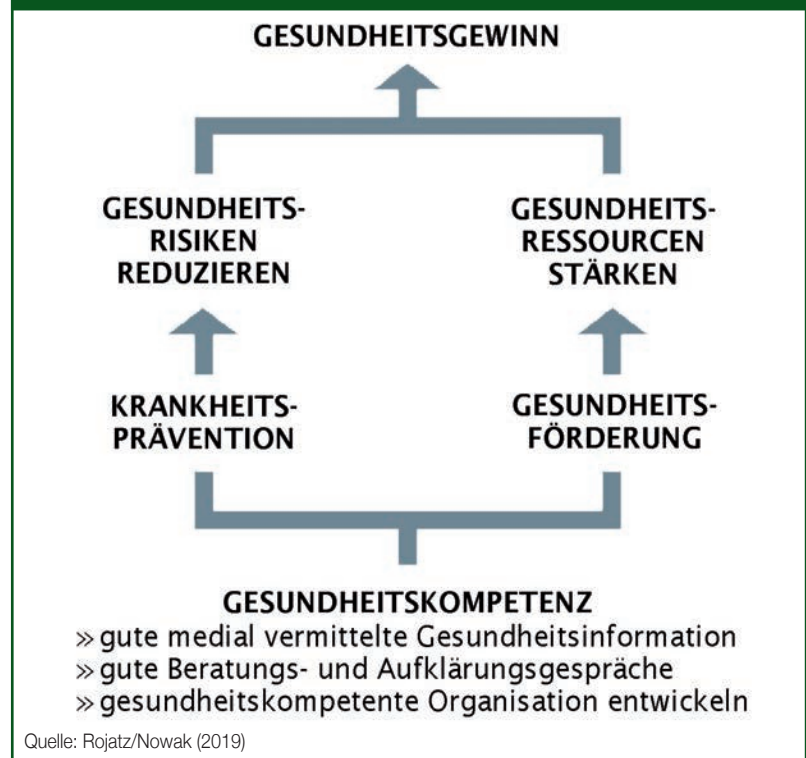 GESUNDHEITSGEWINN
GESUNDHEITS-
RISIKEN
REDUZIEREN
GESUNDHEITS-
RESSOURCEN
STÄRKEN
KRANKHEITS-
PRÄVENTION
GESUNDHEITS-
FÖRDERUNG
GESUNDHEITSKOMPETENZ
» gute medial vermittelte Gesundheitsinformation
» gute Beratungs- und Aufklärungsgespräche
» gesundheitskompetente Organisation entwickeln
Quelle: Rojatz/Nowak (2019)